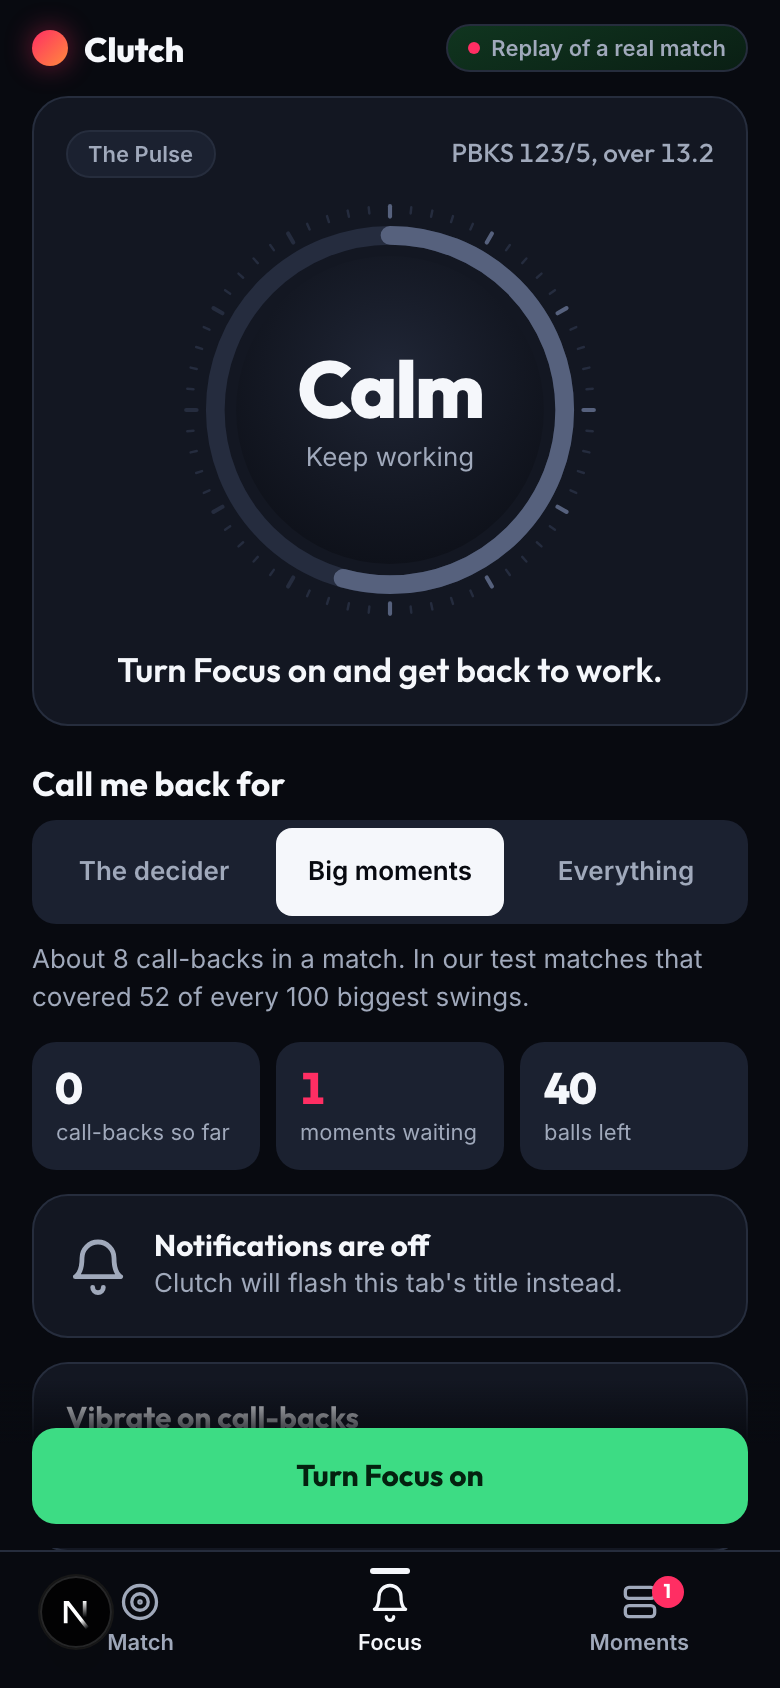 Clutch
Replay of a real match
The Pulse
PBKS 123/5, over 13.2
Calm
Keep working
Turn Focus on and get back to work.
Call me back for
The decider
Big moments
Everything
About 8 call-backs in a match. In our test matches that
covered 52 of every 100 biggest swings.
0
call-backs so far
1
moments waiting
40
balls left
Notifications are off
Clutch will flash this tab's title instead.
Vibrate on call-backs
Turn Focus on
N
Match
Focus
1
Moments